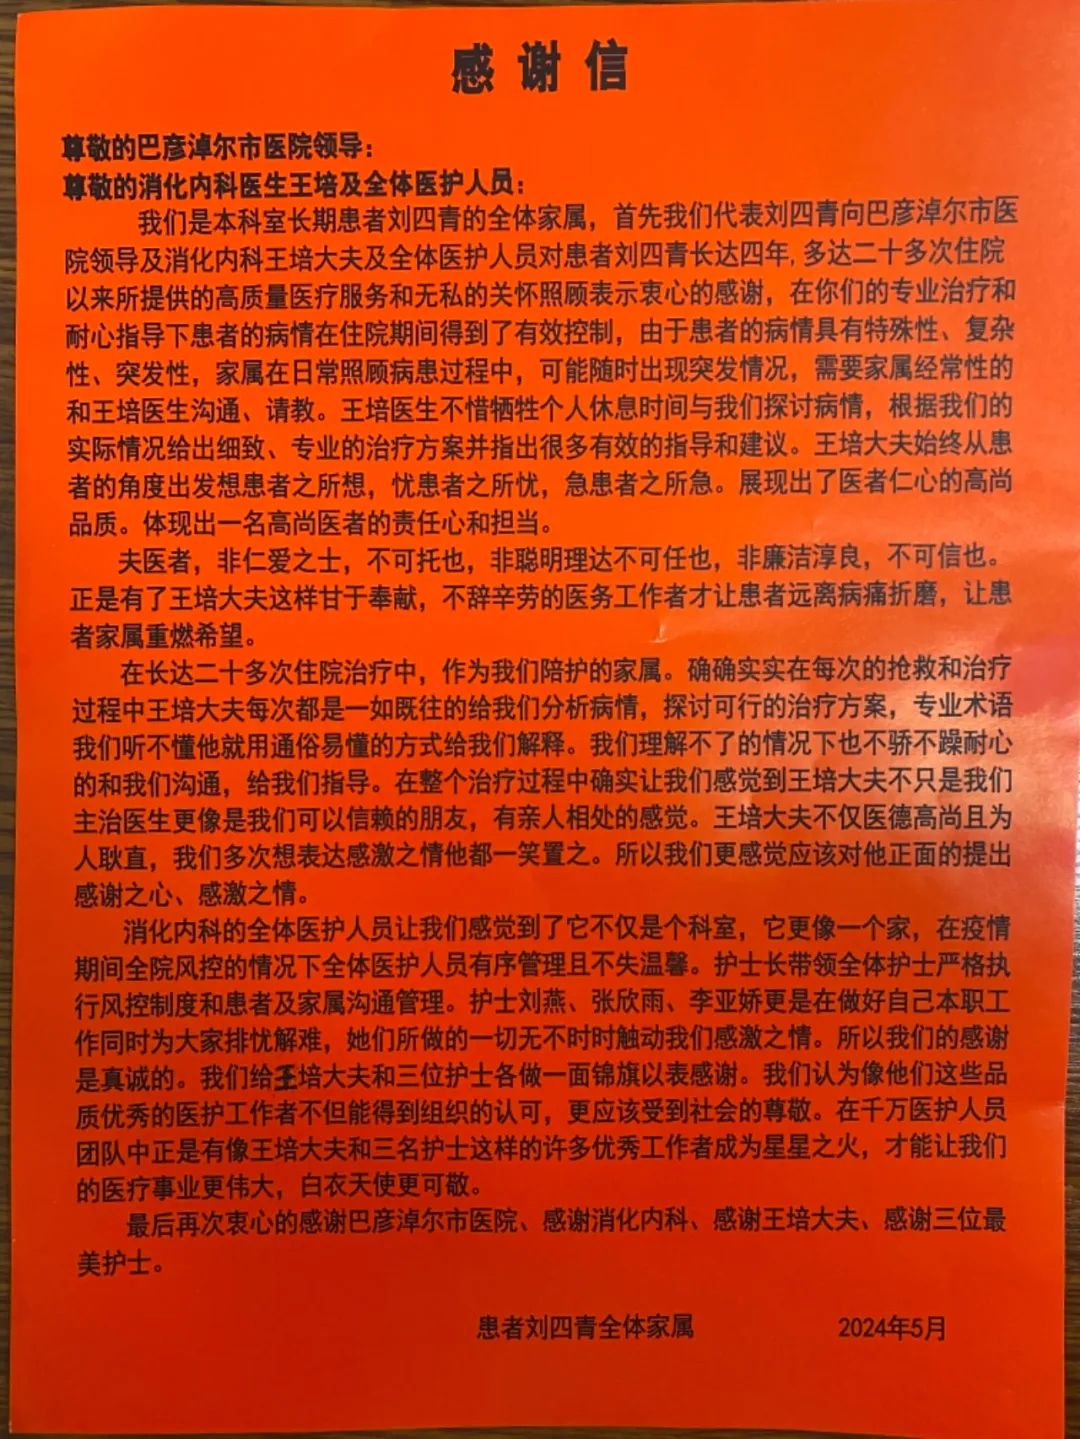 感谢信
尊敬的巴彦淖尔市医院领导：
尊敬的消化内科医生王培及全体医护人员：
我们是本科室长期患者刘四青的全体家属，首先我们代表刘四青向巴彦淖尔市医
院领导及消化内科王培大夫及全体医护人员对患者刘四青长达四年,多达二十多次住院
以来所提供的高质量医疗服务和无私的关怀照顾表示衷心的感谢，在你们的专业治疗和
耐心指导下患者的病情在住院期间得到了有效控制，由于患者的病情具有特殊性、复杂
性、突发性，家属在日常照顾病患过程中，可能随时出现突发情况，需要家属经常性的
和王培医生沟通、请教。王培医生不惜牺牲个人休息时间与我们探讨病情，根据我们的
实际情况给出细致、专业的治疗方案并指出很多有效的指导和建议。王培大夫始终从患
者的角度出发想患者之所想，忧患者之所忧，急患者之所急。展现出了医者仁心的高尚
品质。体现出一名高尚医者的责任心和担当。
夫医者，非仁爱之士，不可托也，非聪明理达不可任也，非廉洁淳良，不可信也。
正是有了王培大夫这样甘于奉献，不辞辛劳的医务工作者才让患者远离病痛折磨，让患
者家属重燃希望。
在长达二十多次住院治疗中，作为我们陪护的家属。确确实实在每次的抢救和治疗
过程中王培大夫每次都是一如既往的给我们分析病情，探讨可行的治疗方案，专业术语
我们听不懂他就用通俗易懂的方式给我们解释。我们理解不了的情况下也不骄不躁耐心
的和我们沟通，给我们指导。在整个治疗过程中确实让我们感觉到王培大夫不只是我们
主治医生更像是我们可以信赖的朋友，有亲人相处的感觉。王培大夫不仅医德高尚且为
人耿直，我们多次想表达感激之情他都一笑置之。所以我们更感觉应该对他正面的提出
感谢之心、感激之情。
消化内科的全体医护人员让我们感觉到了它不仅是个科室，它更像一个家，在疫情
期间全院风控的情况下全体医护人员有序管理且不失温馨。护士长带领全体护士严格执
行风控制度和患者及家属沟通管理。护士刘燕、张欣雨、李亚娇更是在做好自己本职工
作同时为大家排忧解难，她们所做的一切无不时时触动我们感激之情。所以我们的感谢
是真诚的。我们给王培大夫和三位护士各做一面锦旗以表感谢。我们认为像他们这些品
质优秀的医护工作者不但能得到组织的认可，更应该受到社会的尊敬。在千万医护人员
团队中正是有像王培大夫和三名护士这样的许多优秀工作者成为星星之火，才能让我们
的医疗事业更伟大，白衣天使更可敬。
最后再次衷心的感谢巴彦淖尔市医院、感谢消化内科、感谢王培大夫、感谢三位最
美护士。
患者刘四青全体家属 2024年5月